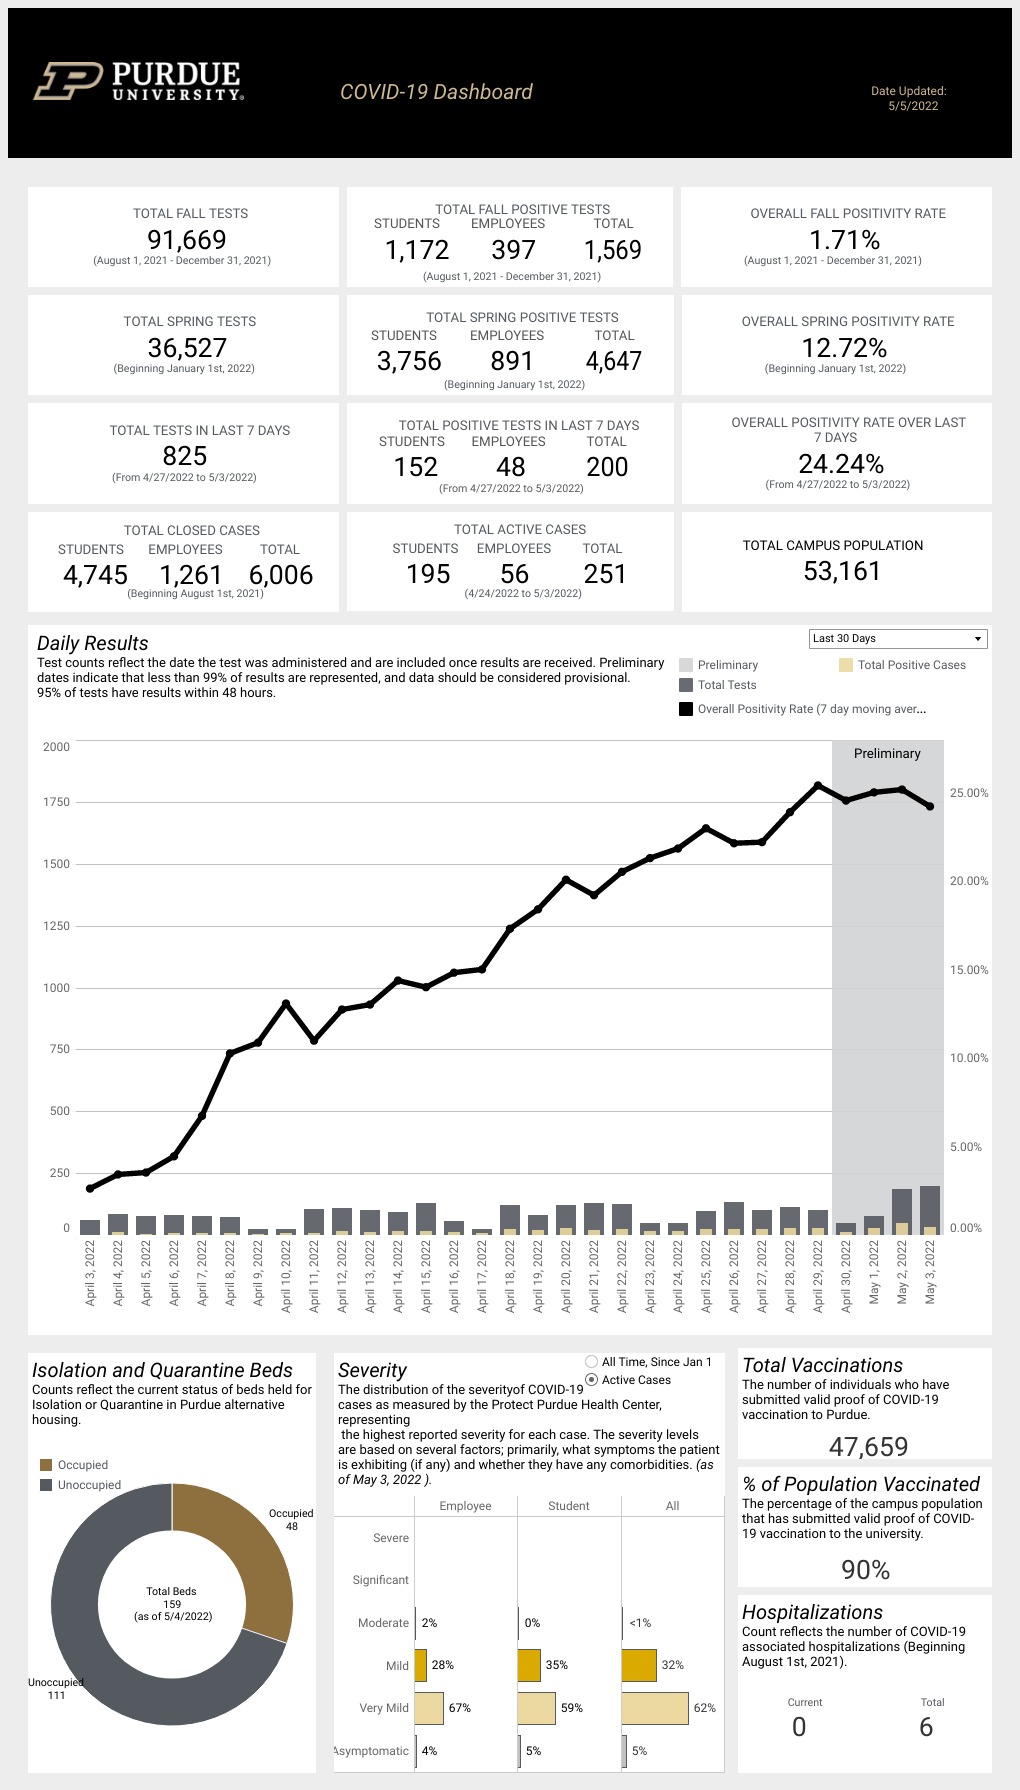 PURDUE
UNIVERSITY®
COVID-19 Dashboard
Date Updated:
5/5/2022
TOTAL FALL TESTS
91,669
(August 1, 2021 - December 31, 2021)
TOTAL FALL POSITIVE TESTS
STUDENTS EMPLOYEES TOTAL
1,172 397 1,569
(August 1, 2021 - December 31, 2021)
OVERALL FALL POSITIVITY RATE
1.71%
(August 1, 2021 - December 31, 2021)
TOTAL SPRING TESTS
36,527
(Beginning January 1st, 2022)
TOTAL SPRING POSITIVE TESTS
STUDENTS EMPLOYEES TOTAL
3,756 891 4,647
(Beginning January 1st, 2022)
OVERALL SPRING POSITIVITY RATE
12.72%
(Beginning January 1st, 2022)
TOTAL TESTS IN LAST 7 DAYS
825
(From 4/27/2022 to 5/3/2022)
TOTAL POSITIVE TESTS IN LAST 7 DAYS
STUDENTS EMPLOYEES TOTAL
152 48 200
(From 4/27/2022 to 5/3/2022)
OVERALL POSITIVITY RATE OVER LAST
7 DAYS
24.24%
(From 4/27/2022 to 5/3/2022)
TOTAL CLOSED CASES
STUDENTS EMPLOYEES TOTAL
4,745 1,261 6,006
(Beginning August 1st, 2021)
TOTAL ACTIVE CASES
STUDENTS EMPLOYEES TOTAL
195 56 251
(4/24/2022 to 5/3/2022)
TOTAL CAMPUS POPULATION
53,161
Daily Results
Test counts reflect the date the test was administered and are included once results are received. Preliminary
dates indicate that less than 99% of results are represented, and data should be considered provisional.
95% of tests have results within 48 hours.
Last 30 Days
Preliminary
Total Positive Cases
Total Tests
Overall Positivity Rate (7 day moving aver...
Preliminary
2000
1750
1500
1250
1000
750
500
250
0
25.00%
20.00%
15.00%
10.00%
5.00%
0.00%
April 3, 2022
April 4, 2022
April 5, 2022
April 6, 2022
April 7, 2022
April 8, 2022
April 9, 2022
April 10, 2022
April 11, 2022
April 12, 2022
April 13, 2022
April 14, 2022
April 15, 2022
April 16, 2022
April 17, 2022
April 18, 2022
April 19, 2022
April 20, 2022
April 21, 2022
April 22, 2022
April 23, 2022
April 24, 2022
April 25, 2022
April 26, 2022
April 27, 2022
April 28, 2022
April 29, 2022
April 30, 2022
May 1, 2022
May 2, 2022
May 3, 2022
Isolation and Quarantine Beds
Counts reflect the current status of beds held for
Isolation or Quarantine in Purdue alternative
housing.
Occupied
Unoccupied
Occupied
48
Total Beds
159
(as of 5/4/2022)
Unoccupied
111
Severity
All Time, Since Jan 1
Active Cases
The distribution of the severityof COVID-19
cases as measured by the Protect Purdue Health Center,
representing
the highest reported severity for each case. The severity levels
are based on several factors; primarily, what symptoms the patient
is exhibiting (if any) and whether they have any comorbidities. (as
of May 3, 2022 ).
Employee Student All
Severe
Significant
Moderate 2% 0% <1%
Mild 28% 35% 32%
Very Mild 67% 59% 62%
Asymptomatic 4% 5% 5%
Total Vaccinations
The number of individuals who have
submitted valid proof of COVID-19
vaccination to Purdue.
47,659
% of Population Vaccinated
The percentage of the campus population
that has submitted valid proof of COVID-
19 vaccination to the university.
90%
Hospitalizations
Count reflects the number of COVID-19
associated hospitalizations (Beginning
August 1st, 2021).
Current Total
0 6